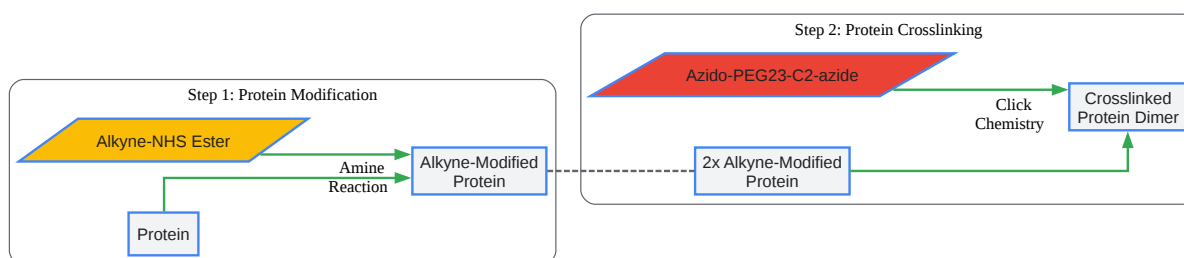 Step 1: Protein Modification
Alkyne-NHS Ester
Amine
Reaction
Protein
Alkyne-Modified
Protein
Step 2: Protein Crosslinking
Azido-PEG23-C2-azide
Click
Chemistry
2x Alkyne-Modified
Protein
Crosslinked
Protein Dimer